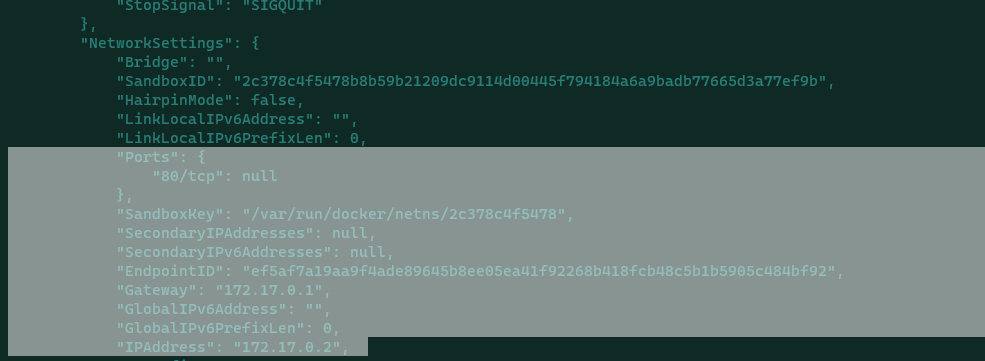 "StopSignal": "SIGQUIT"
},
"NetworkSettings": {
"Bridge": "",
"SandboxID": "2c378c4f5478b8b59b21209dc9114d00445f794184a6a9badb77665d3a77ef9b",
"HairpinMode": false,
"LinkLocalIPv6Address": "",
"LinkLocalIPv6PrefixLen": 0,
"Ports": {
"80/tcp": null
},
"SandboxKey": "/var/run/docker/netns/2c378c4f5478",
"SecondaryIPAddresses": null,
"SecondaryIPv6Addresses": null,
"EndpointID": "ef5af7a19aa9f4ade89645b8ee05ea41f92268b418fcb48c5b1b5905c484bf92",
"Gateway": "172.17.0.1",
"GlobalIPv6Address": "",
"GlobalIPv6PrefixLen": 0,
"IPAddress": "172.17.0.2",